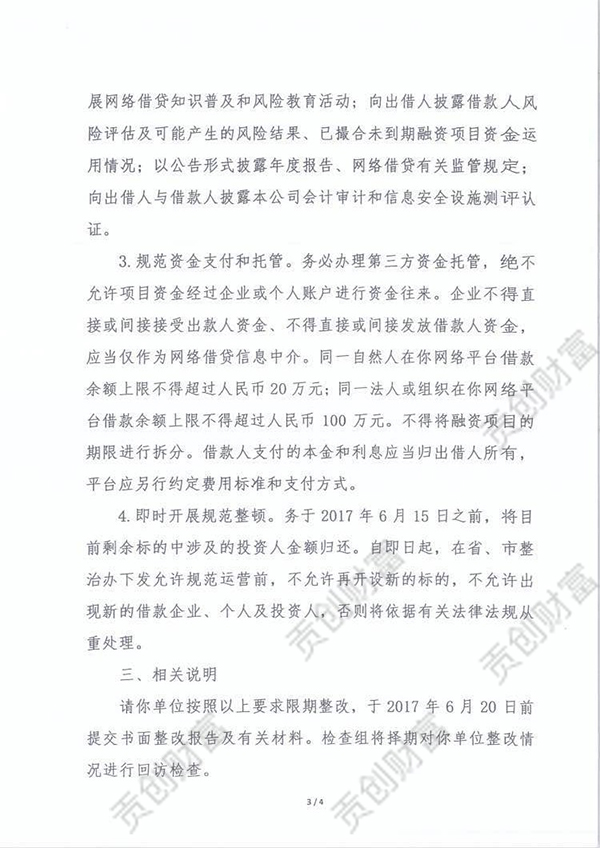 展网络借贷知识普及和风险教育活动；向出借人披露借款人风
险评估及可能产生的风险结果、已撮合未到期融资项目资金运
用情况；以公告形式披露年度报告、网络借贷有关监管规定；
向出借人与借款人披露本公司会计审计和信息安全设施测评认
证。
3.规范资金支付和托管。务必办理第三方资金托管，绝不
允许项目资金经过企业或个人账户进行资金往来。企业不得直
接或间接接受出款人资金、不得直接或间接发放借款人资金，
应当仅作为网络借贷信息中介。同一自然人在你网络平台借款
余额上限不得超过人民币 20 万元；同一法人或组织在你网络平
台借款余额上限不得超过人民币 100 万元。不得将融资项目的
期限进行拆分。借款人支付的本金和利息应当归出借人所有，
平台应另行约定费用标准和支付方式。
4.即时开展规范整顿。务于 2017 年 6 月 15 日之前，将目
前剩余标的中涉及的投资人金额归还。自即日起，在省、市整
治办下发允许规范运营前，不允许再开设新的标的，不允许出
现新的借款企业、个人及投资人，否则将依据有关法律法规从
重处理。
三、相关说明
请你单位按照以上要求限期整改，于 2017 年 6 月 20 日前
提交书面整改报告及有关材料。检查组将择期对你单位整改情
况进行回访检查。
3 / 4
贡创财富
贡创财富
贡创财富
贡创财富
贡创财富